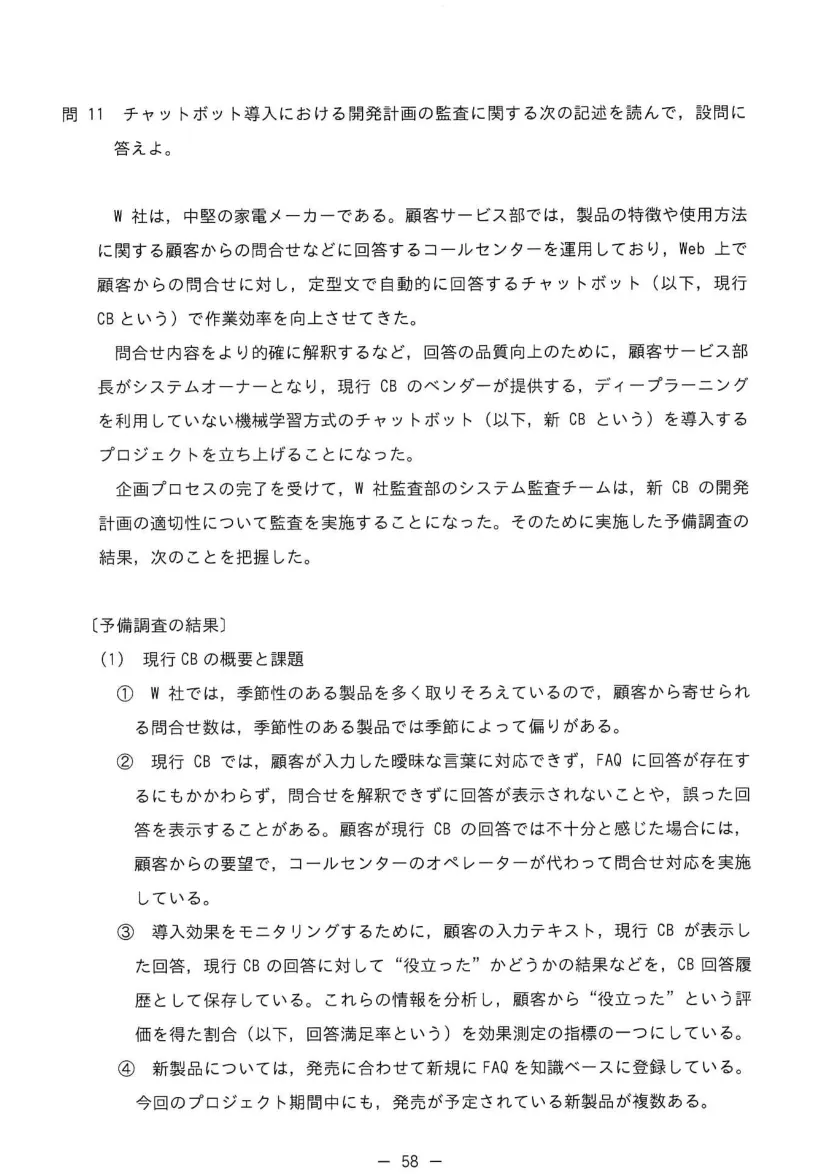 問 11 チャットボット導入における開発計画の監査に関する次の記述を読んで，設問に
答えよ。
W 社は，中堅の家電メーカーである。顧客サービス部では，製品の特徴や使用方法
に関する顧客からの問合せなどに回答するコールセンターを運用しており，Web 上で
顧客からの問合せに対し，定型文で自動的に回答するチャットボット（以下，現行
CB という）で作業効率を向上させてきた。
問合せ内容をより的確に解釈するなど，回答の品質向上のために，顧客サービス部
長がシステムオーナーとなり，現行 CB のベンダーが提供する，ディープラーニング
を利用していない機械学習方式のチャットボット（以下，新 CB という）を導入する
プロジェクトを立ち上げることになった。
企画プロセスの完了を受けて，W 社監査部のシステム監査チームは，新 CB の開発
計画の適切性について監査を実施することになった。そのために実施した予備調査の
結果，次のことを把握した。
〔予備調査の結果〕
(1) 現行 CB の概要と課題
① W 社では，季節性のある製品を多く取りそろえているので，顧客から寄せられ
る問合せ数は，季節性のある製品では季節によって偏りがある。
② 現行 CB では，顧客が入力した曖昧な言葉に対応できず，FAQ に回答が存在す
るにもかかわらず，問合せを解釈できずに回答が表示されないことや，誤った回
答を表示することがある。顧客が現行 CB の回答では不十分と感じた場合には，
顧客からの要望で，コールセンターのオペレーターが代わって問合せ対応を実施
している。
③ 導入効果をモニタリングするために，顧客の入力テキスト，現行 CB が表示し
た回答，現行 CB の回答に対して“役立った”かどうかの結果などを，CB 回答履
歴として保存している。これらの情報を分析し，顧客から“役立った”という評
価を得た割合（以下，回答満足率という）を効果測定の指標の一つにしている。
④ 新製品については，発売に合わせて新規に FAQ を知識ベースに登録している。
今回のプロジェクト期間中にも，発売が予定されている新製品が複数ある。
－ 58 －